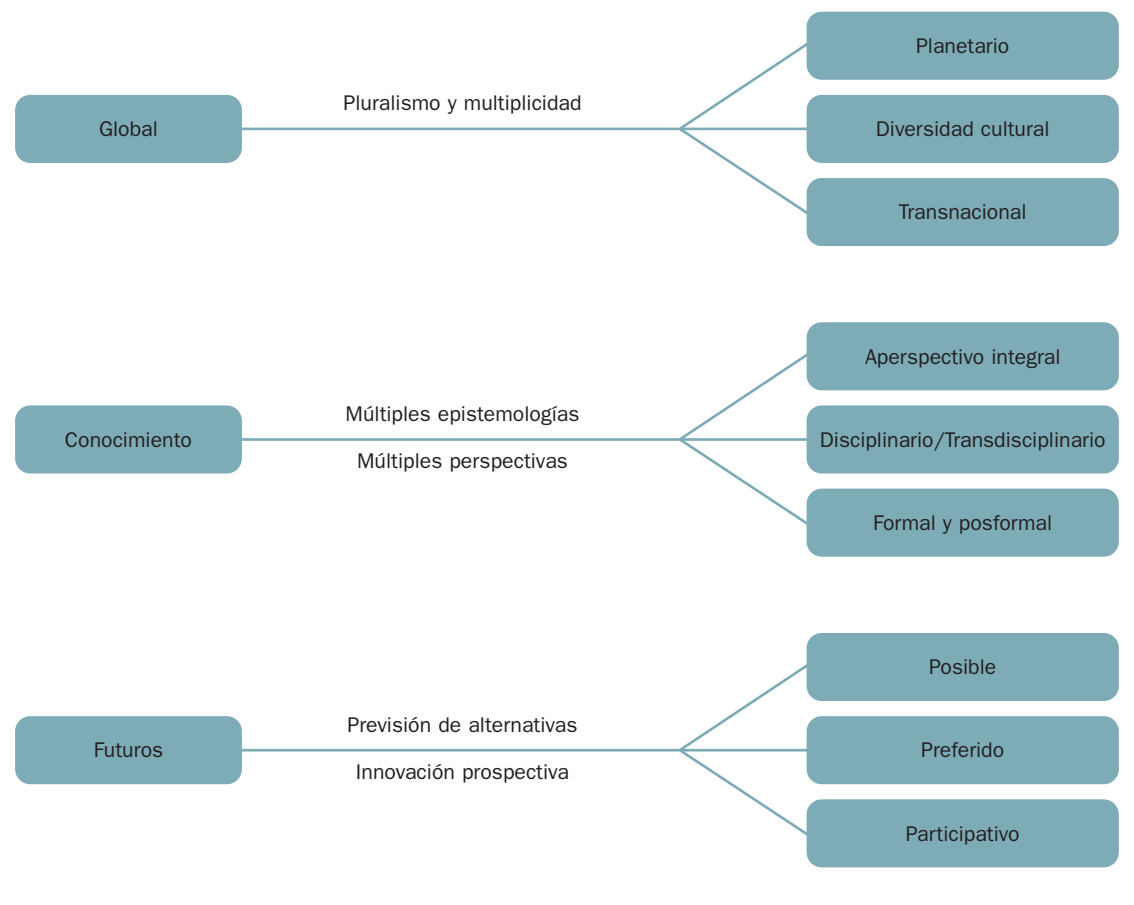 Global
Pluralismo y multiplicidad
Planetario
Diversidad cultural
Transnacional
Conocimiento
Múltiples epistemologías
Múltiples perspectivas
Aperspectivo integral
Disciplinario/Transdisciplinario
Formal y posformal
Futuros
Previsión de alternativas
Innovación prospectiva
Posible
Preferido
Participativo